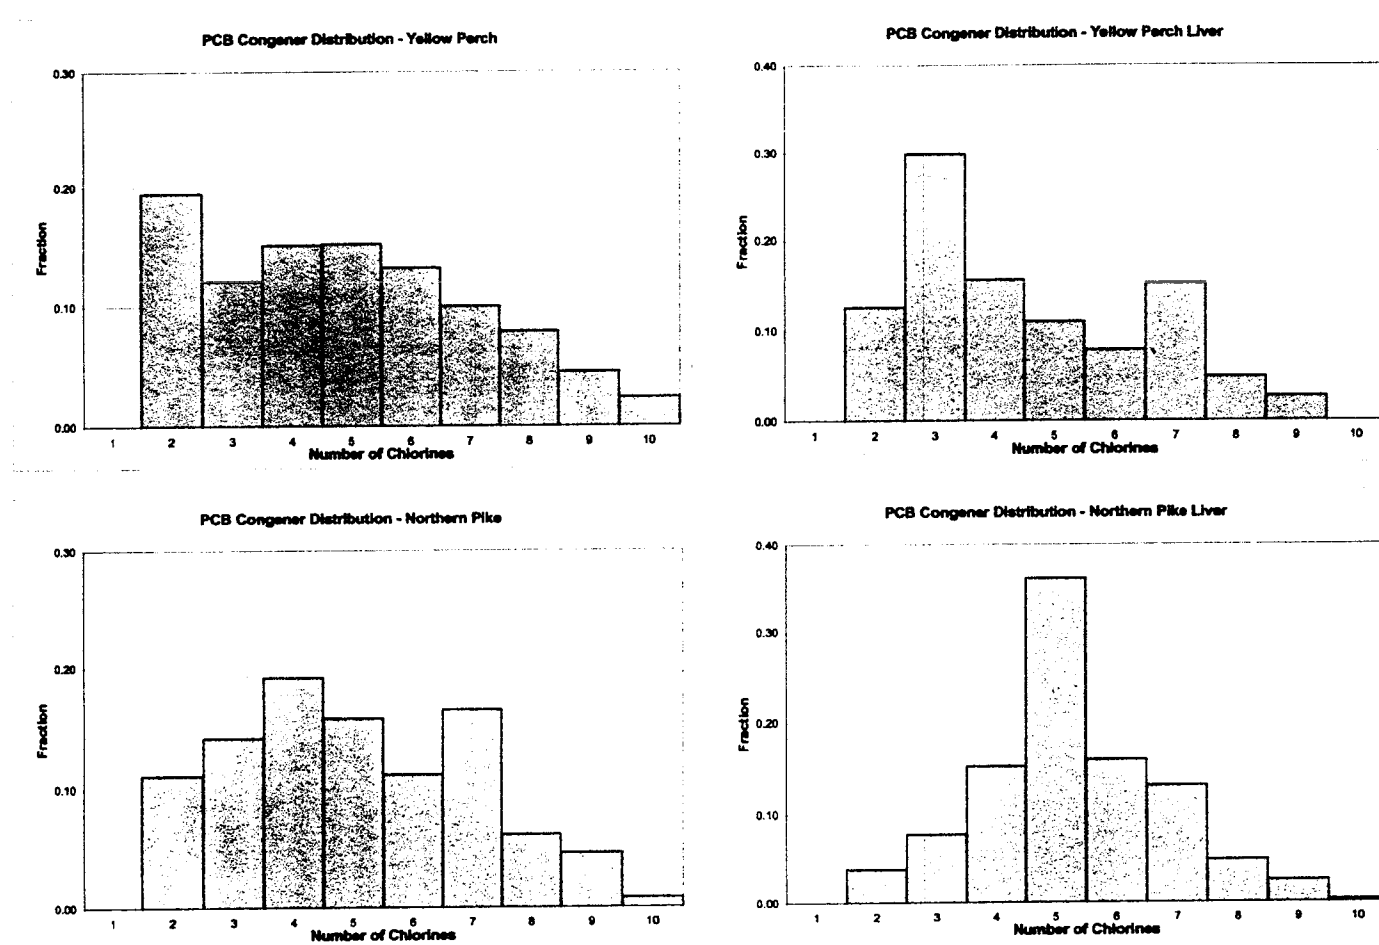 PCB Congener Distribution - Yellow Perch
0.30
0.20
0.10
0.00
Fraction
1 2 3 4 5 6 7 8 9 10
Number of Chlorines
PCB Congener Distribution - Yellow Perch Liver
0.40
0.30
0.20
0.10
0.00
Fraction
1 2 3 4 5 6 7 8 9 10
Number of Chlorines
PCB Congener Distribution - Northern Pike
0.30
0.20
0.10
0.00
Fraction
1 2 3 4 5 6 7 8 9 10
Number of Chlorines
PCB Congener Distribution - Northern Pike Liver
0.40
0.30
0.20
0.10
0.00
Fraction
1 2 3 4 5 6 7 8 9 10
Number of Chlorines